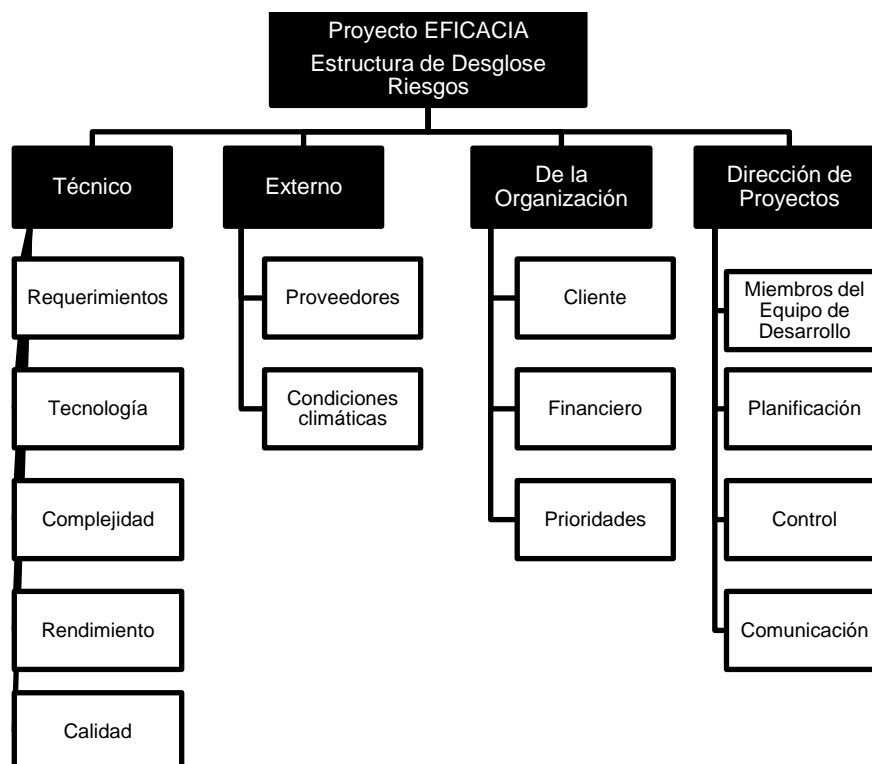 Proyecto EFICACIA
Estructura de Desglose
Riesgos
Técnico
Externo
De la
Organización
Dirección de
Proyectos
Requerimientos
Tecnología
Complejidad
Rendimiento
Calidad
Proveedores
Condiciones
climáticas
Cliente
Financiero
Prioridades
Miembros del
Equipo de
Desarrollo
Planificación
Control
Comunicación